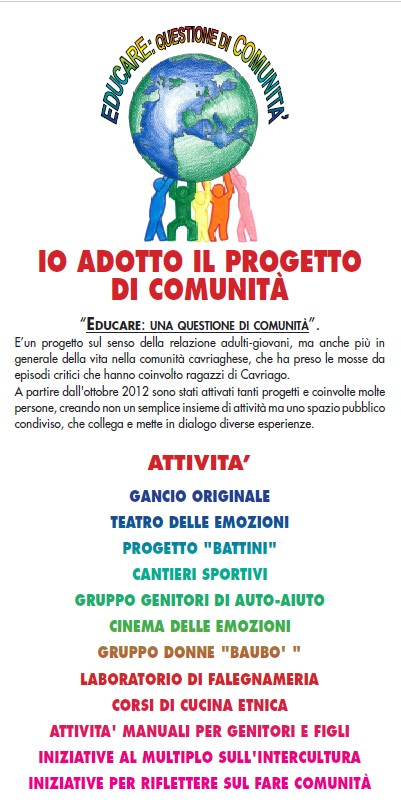 EDUCARE: QUESTIONE DI COMUNITA'
IO ADOTTO IL PROGETTO
DI COMUNITÀ
“EDUCARE: UNA QUESTIONE DI COMUNITÀ”.
E’un progetto sul senso della relazione adulti-giovani, ma anche più in
generale della vita nella comunità cavriaghese, che ha preso le mosse da
episodi critici che hanno coinvolto ragazzi di Cavriago.
A partire dall'ottobre 2012 sono stati attivati tanti progetti e coinvolte molte
persone, creando non un semplice insieme di attività ma uno spazio pubblico
condiviso, che collega e mette in dialogo diverse esperienze.
ATTIVITA’
GANCIO ORIGINALE
TEATRO DELLE EMOZIONI
PROGETTO "BATTINI"
CANTIERI SPORTIVI
GRUPPO GENITORI DI AUTO-AIUTO
CINEMA DELLE EMOZIONI
GRUPPO DONNE "BAUBO' "
LABORATORIO DI FALEGNAMERIA
CORSI DI CUCINA ETNICA
ATTIVITA' MANUALI PER GENITORI E FIGLI
INIZIATIVE AL MULTIPLO SULL'INTERCULTURA
INIZIATIVE PER RIFLETTERE SUL FARE COMUNITÀ